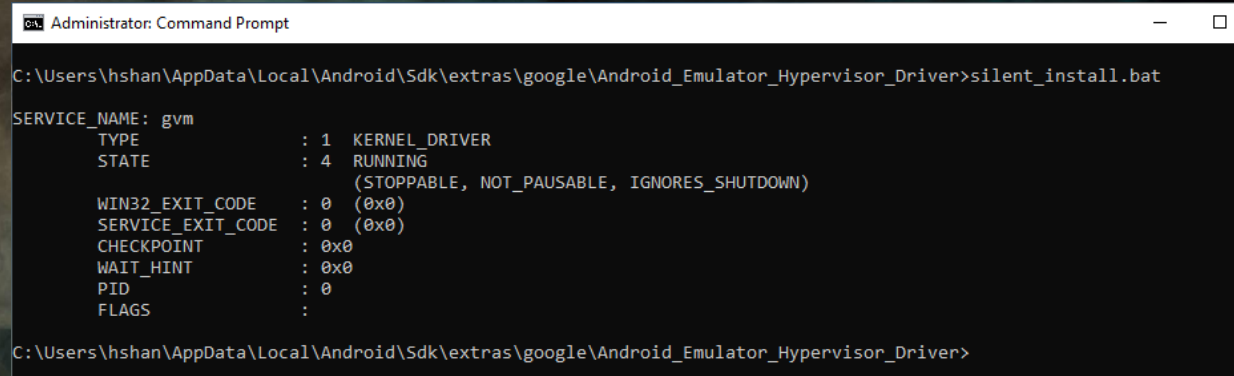 Administrator: Command Prompt
C:\Users\hshan\AppData\Local\Android\Sdk\extras\google\Android_Emulator_Hypervisor_Driver>silent_install.bat
SERVICE_NAME: gvm
TYPE : 1 KERNEL_DRIVER
STATE : 4 RUNNING
(STOPPABLE, NOT_PAUSABLE, IGNORES_SHUTDOWN)
WIN32_EXIT_CODE : 0 (0x0)
SERVICE_EXIT_CODE : 0 (0x0)
CHECKPOINT : 0x0
WAIT_HINT : 0x0
PID : 0
FLAGS :
C:\Users\hshan\AppData\Local\Android\Sdk\extras\google\Android_Emulator_Hypervisor_Driver>